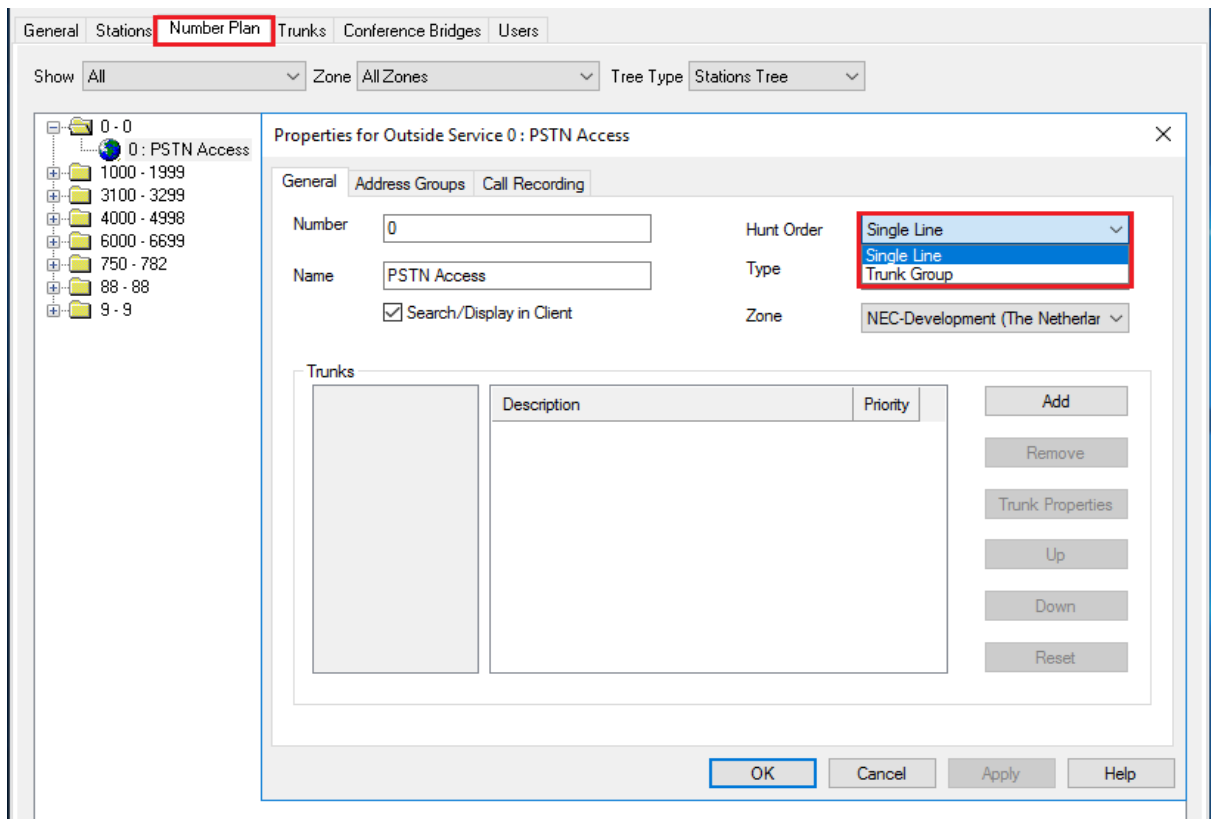 General Stations Number Plan Trunks Conference Bridges Users
Show All Zone All Zones Tree Type Stations Tree
0 - 0
0 : PSTN Access
1000 - 1999
3100 - 3299
4000 - 4998
6000 - 6699
750 - 782
88 - 88
9 - 9
Properties for Outside Service 0 : PSTN Access
General Address Groups Call Recording
Number 0
Name PSTN Access
Search/Display in Client
Hunt Order Single Line
Single Line
Trunk Group
Type
Zone NEC-Development (The Netherlar
Trunks
Description Priority
Add
Remove
Trunk Properties
Up
Down
Reset
OK Cancel Apply Help